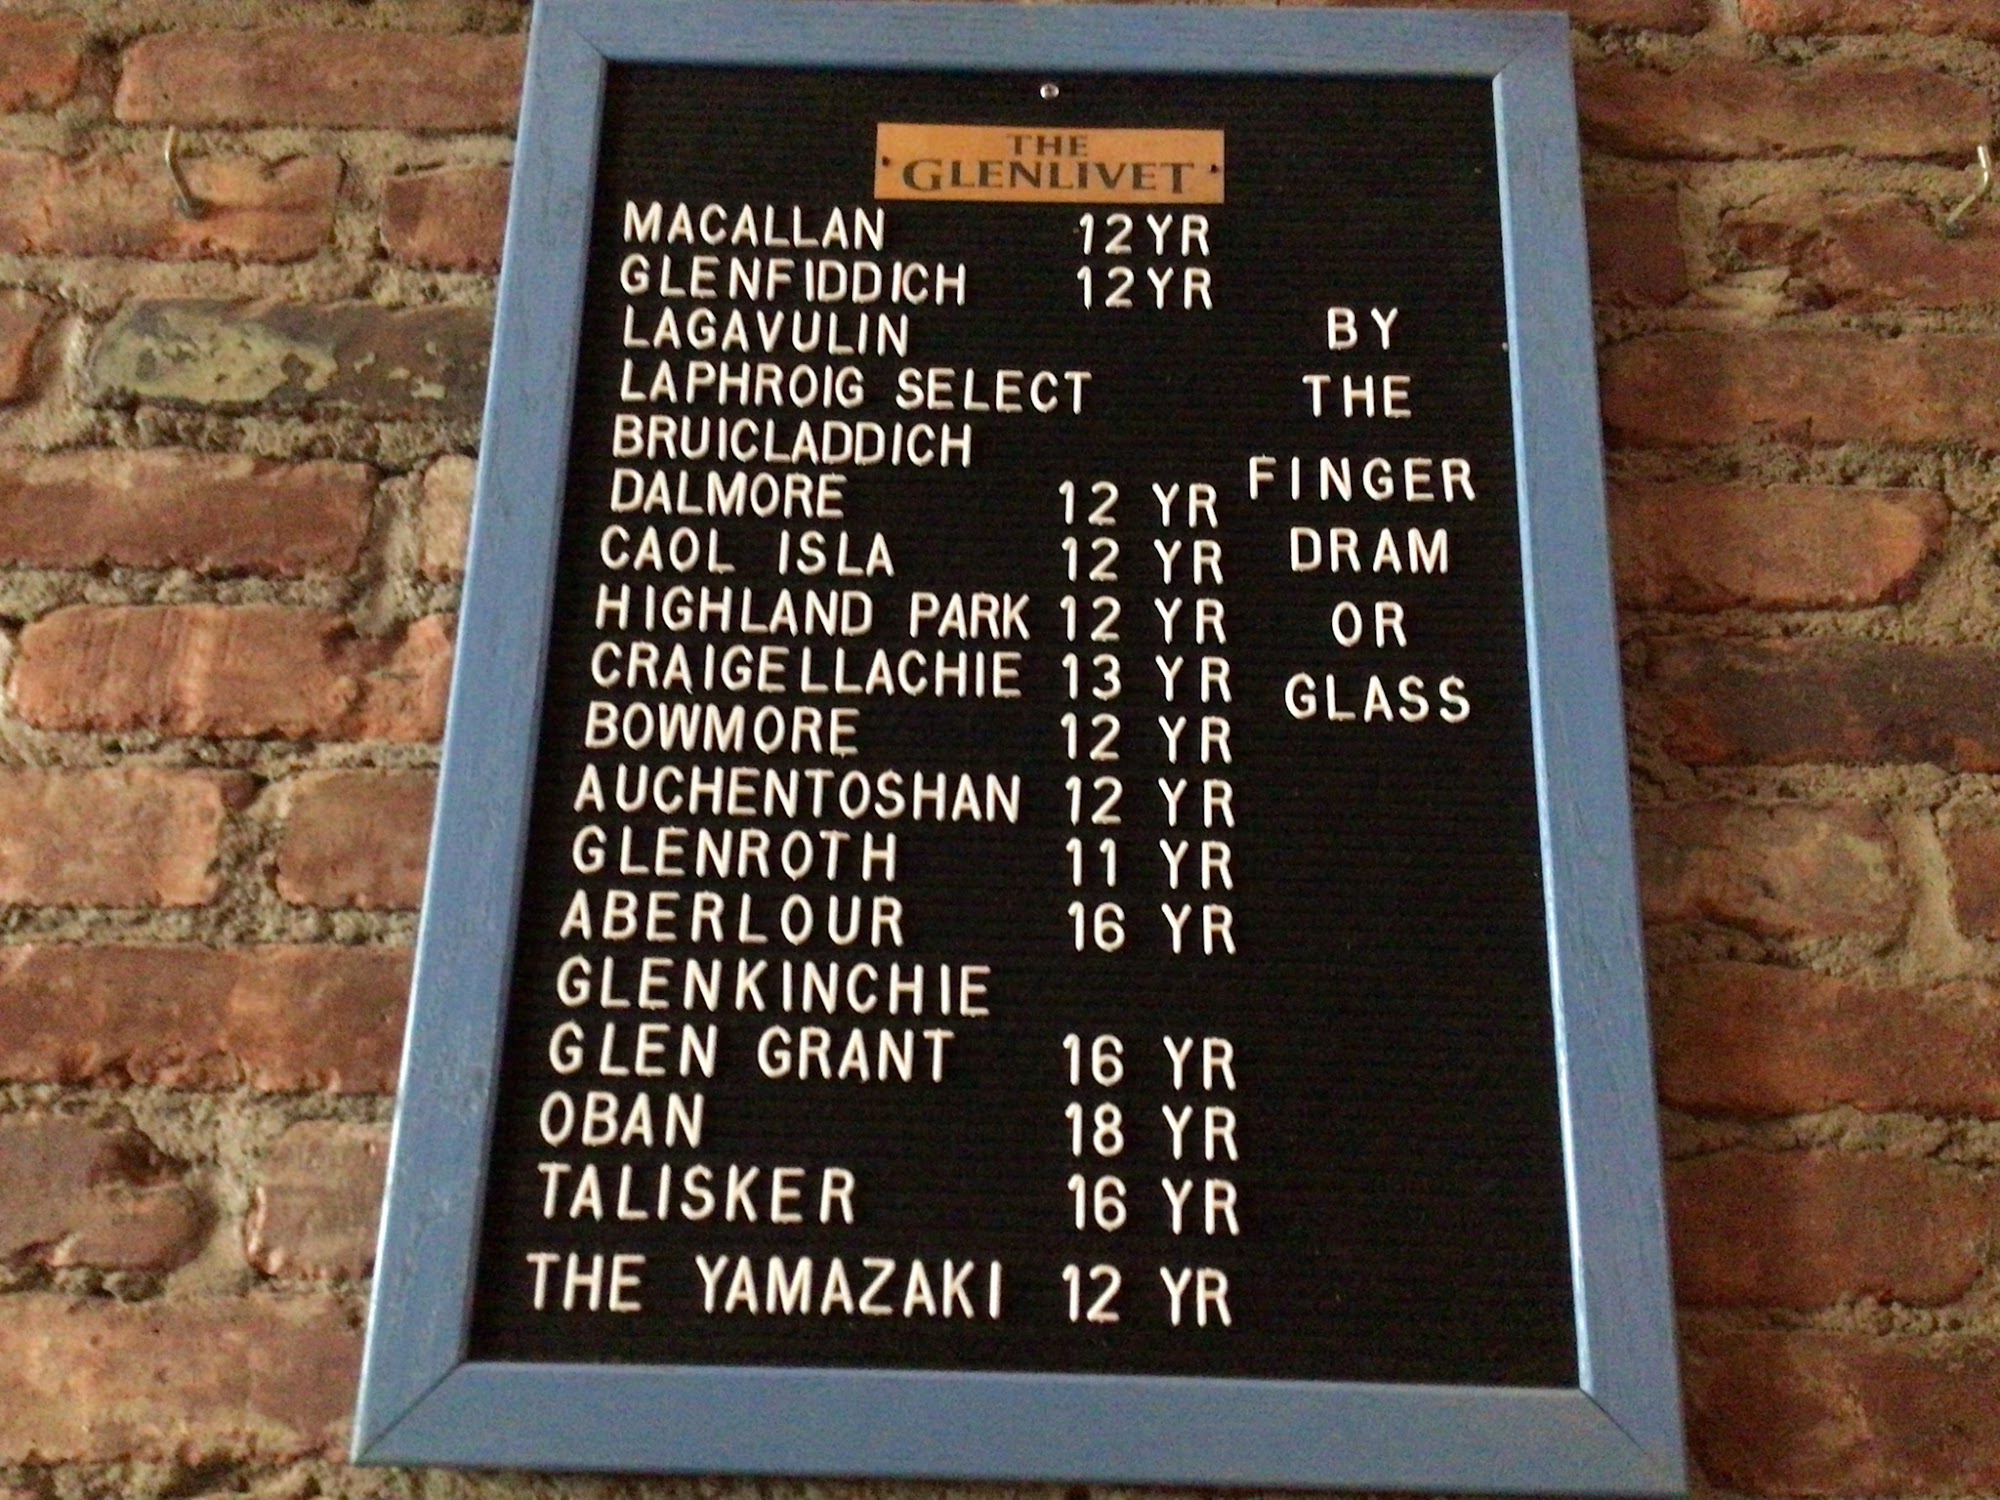 THE
GLENLIVET
MACALLAN 12YR
GLENFIDDICH 12YR
LAGAVULIN
LAPHROIG SELECT
BRUICLADDICH
DALMORE 12 YR
CAOL ISLA 12 YR
HIGHLAND PARK 12 YR
CRAIGELLACHIE 13 YR
BOWMORE 12 YR
AUCHENTOSHAN 12 YR
GLENROTH 11 YR
ABERLOUR 16 YR
GLENKINCHIE
GLEN GRANT 16 YR
OBAN 18 YR
TALISKER 16 YR
THE YAMAZAKI 12 YR
BY
THE
FINGER
DRAM
OR
GLASS